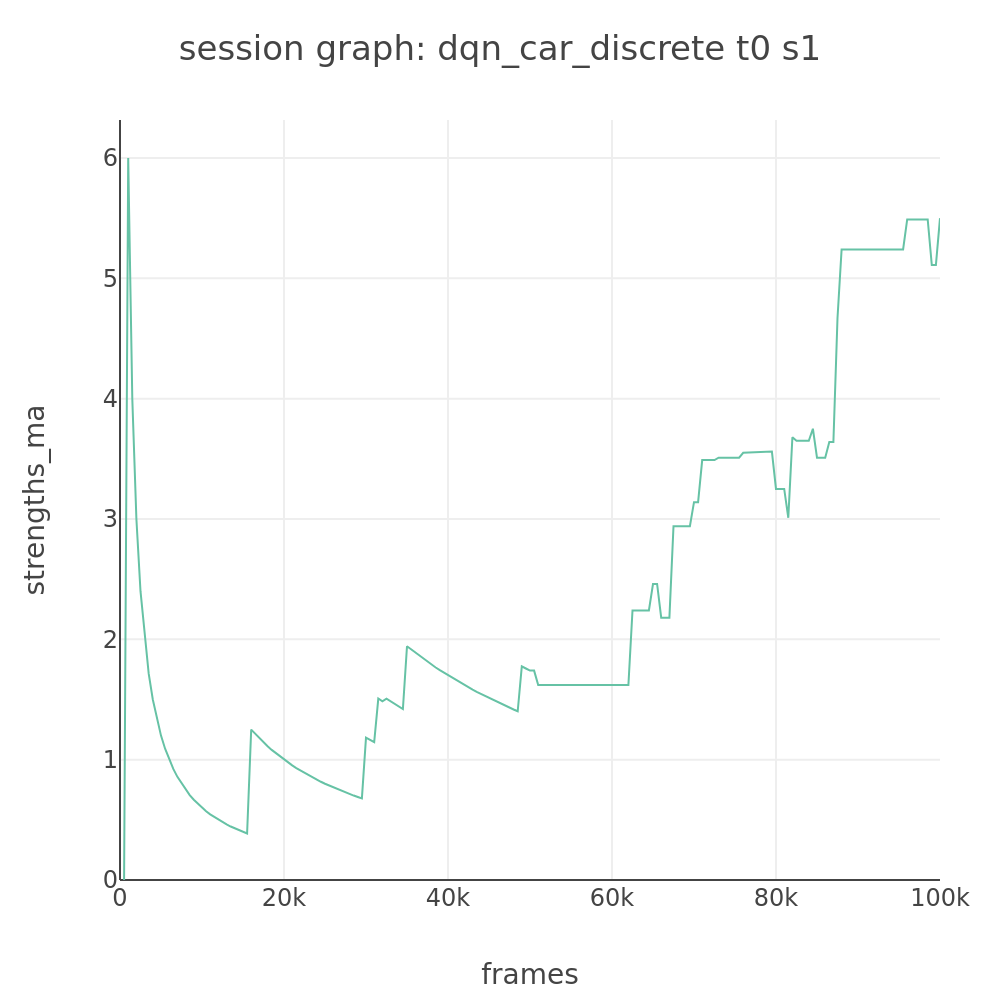 session graph: dqn_car_discrete t0 s1
strengths_ma
6
5
4
3
2
1
0
0 20k 40k 60k 80k 100k
frames